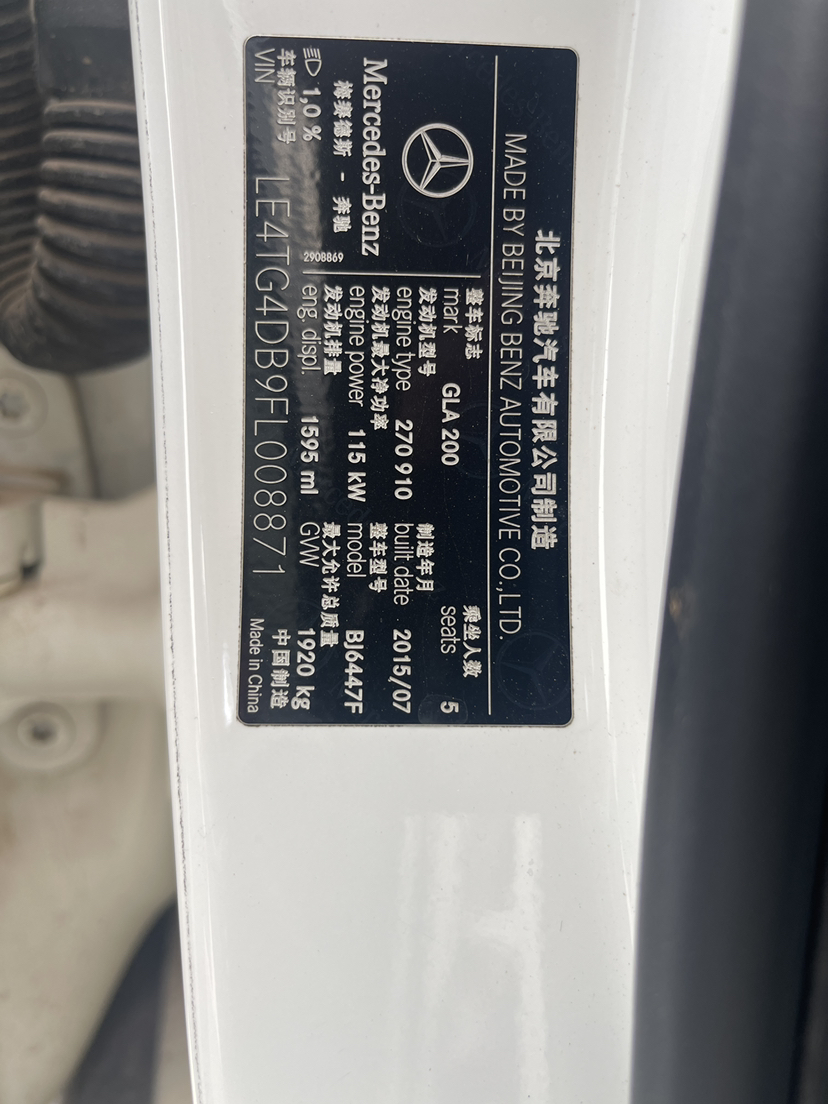 北京奔驰汽车有限公司制造
MADE BY BEIJING BENZ AUTOMOTIVE CO.,LTD.
整车标志
mark GLA 200
乘坐人数
seats 5
发动机型号
engine type 270 910
制造年月
built date 2015/07
发动机最大净功率
engine power 115 kW
整车型号
model BJ6447F
发动机排量
eng. displ. 1595 ml
最大允许总质量
GVW 1920 kg
Mercedes-Benz
梅赛德斯 - 奔驰
1,0 %
2908869
车辆识别号
VIN LE4TG4DB9FL008871
中国制造
Made in China